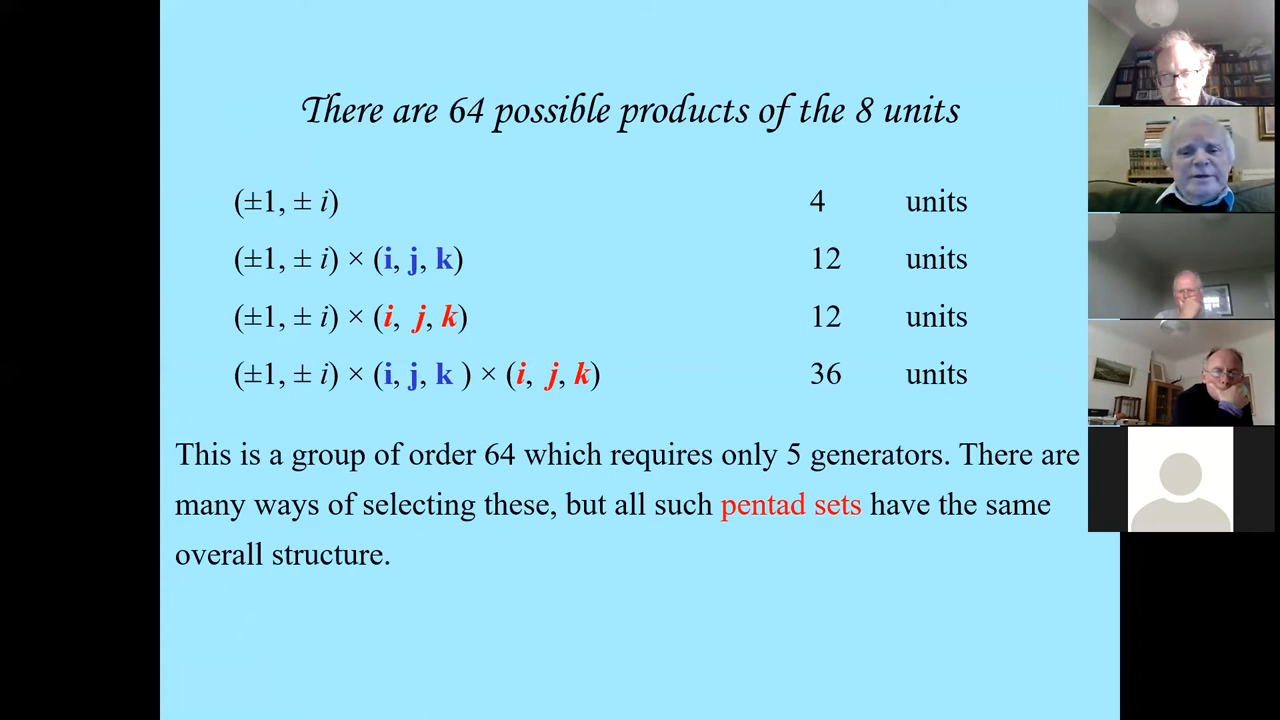 There are 64 possible products of the 8 units
(±1, ± i) 4 units
(±1, ± i) × (i, j, k) 12 units
(±1, ± i) × (i, j, k) 12 units
(±1, ± i) × (i, j, k ) × (i, j, k) 36 units
This is a group of order 64 which requires only 5 generators. There are
many ways of selecting these, but all such pentad sets have the same
overall structure.